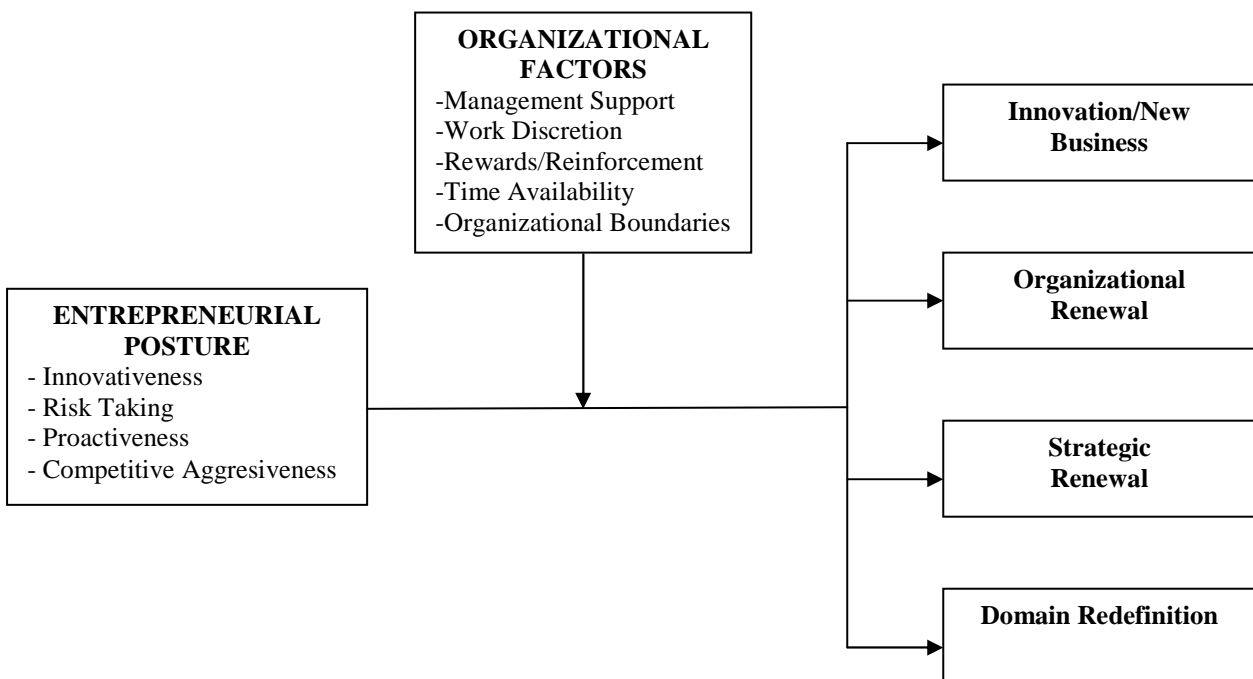 ORGANIZATIONAL
FACTORS
-Management Support
-Work Discretion
-Rewards/Reinforcement
-Time Availability
-Organizational Boundaries
ENTREPRENEURIAL
POSTURE
- Innovativeness
- Risk Taking
- Proactiveness
- Competitive Aggresiveness
Innovation/New
Business
Organizational
Renewal
Strategic
Renewal
Domain Redefinition